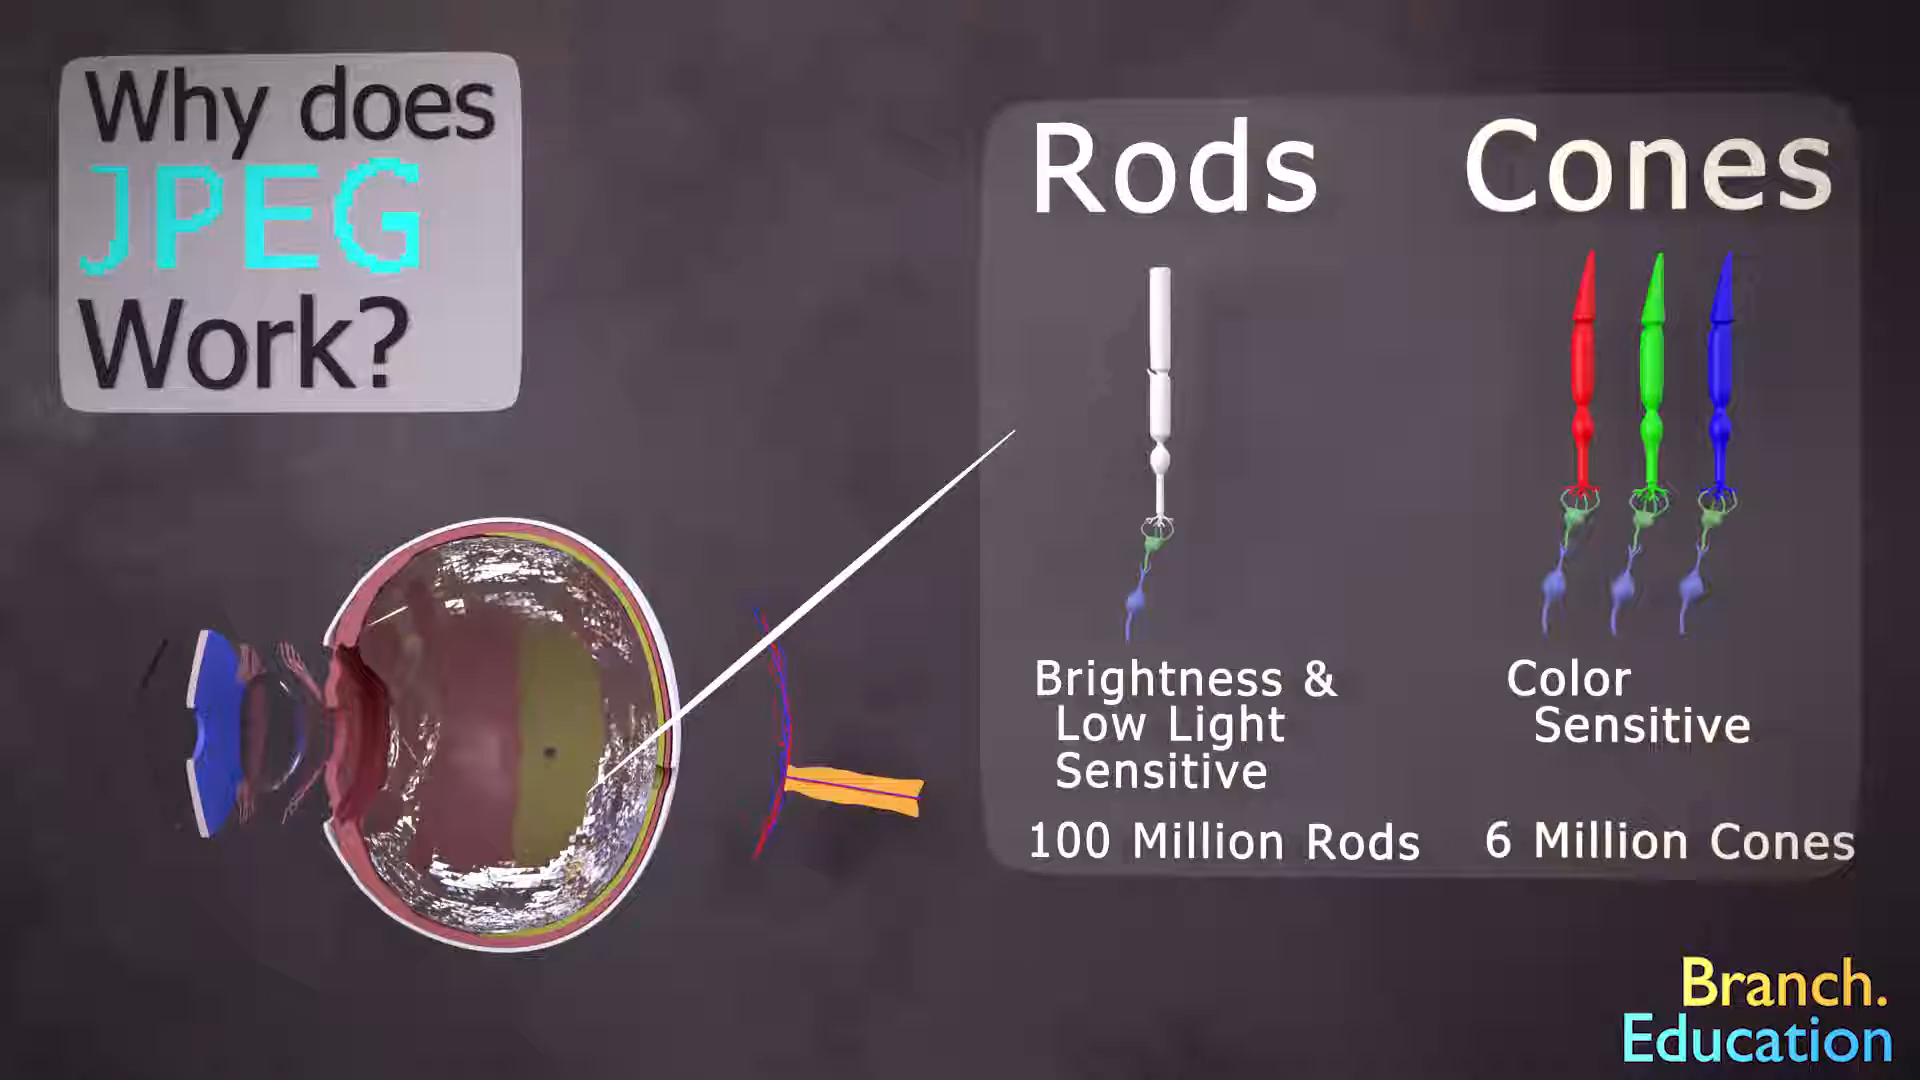 Why does
JPEG
Work?
Rods
Brightness &
Low Light
Sensitive
100 Million Rods
Cones
Color
Sensitive
6 Million Cones
Branch.
Education